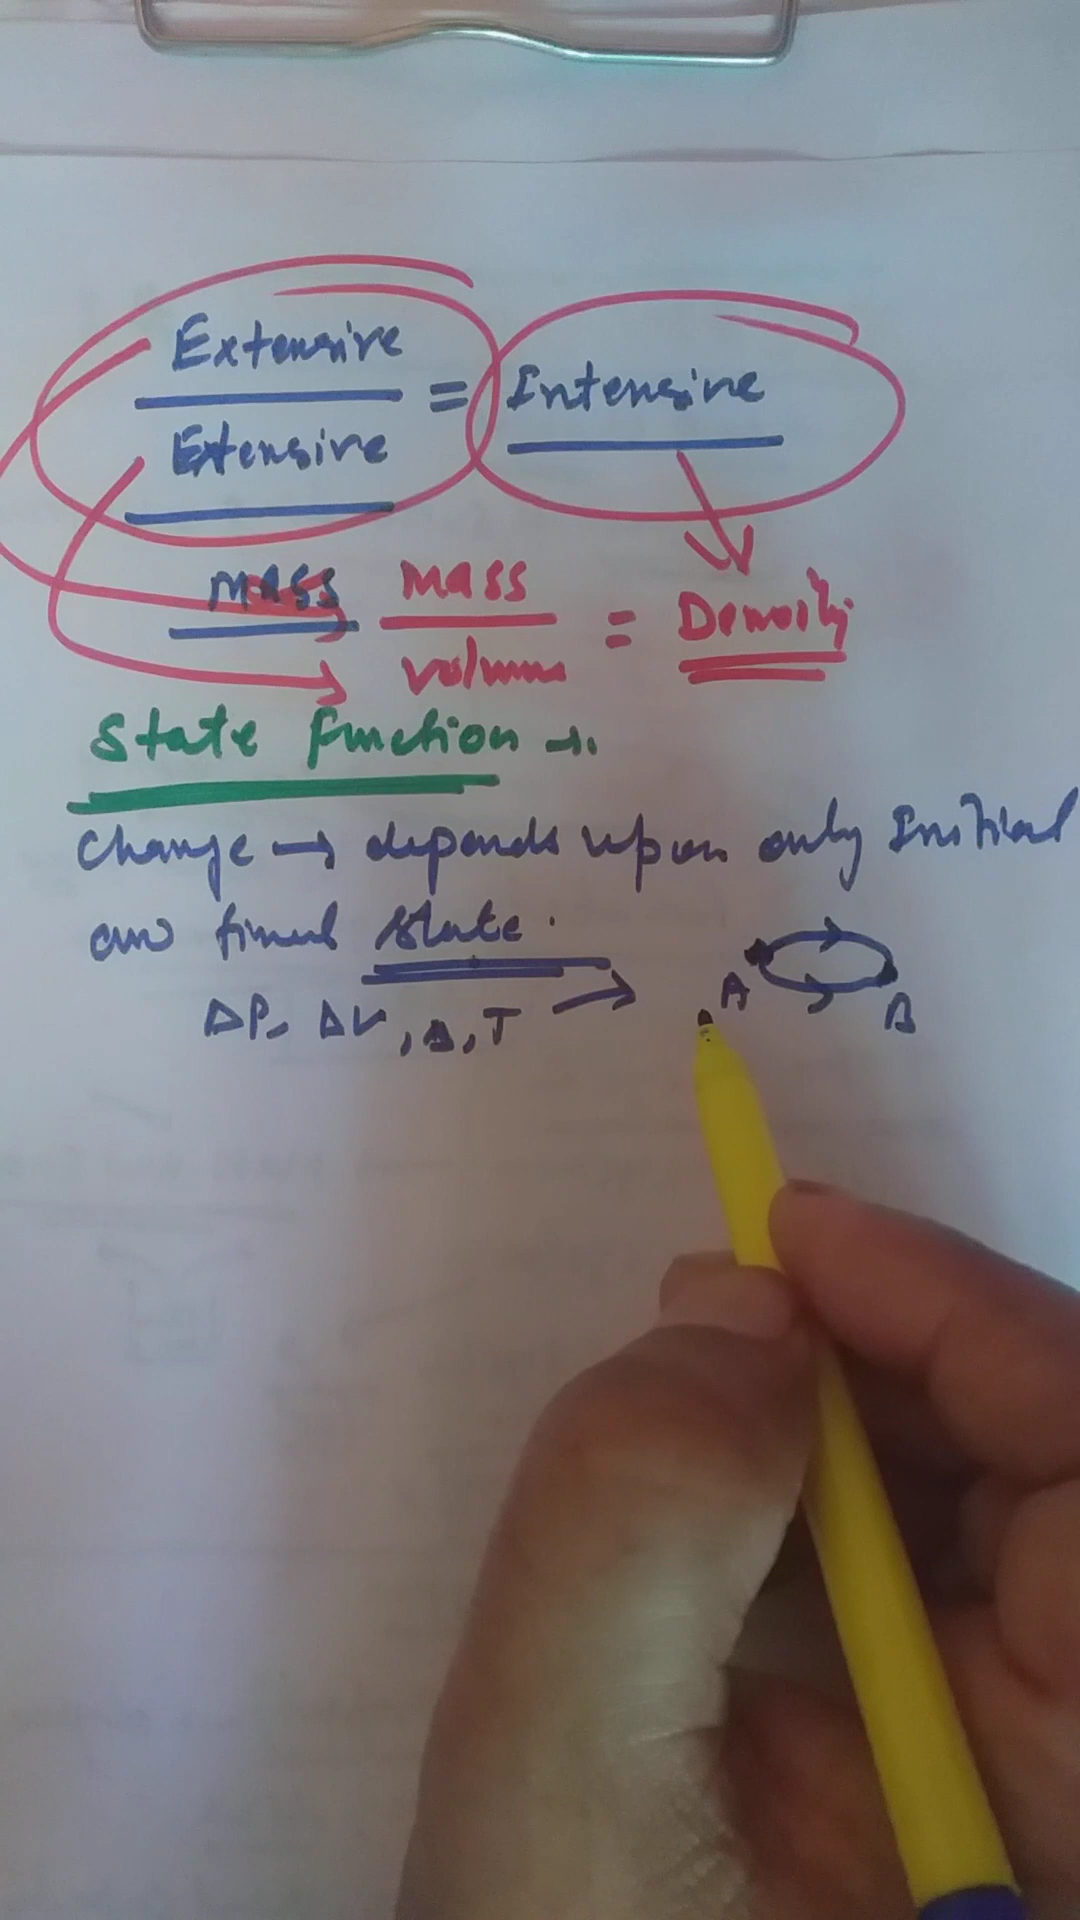 Extensive
Extensive
= Intensive
mass
mass
volume
= Density
State function →
Change → depends upon only Initial
and final state.
ΔP, ΔV, Δ, T →
A
B